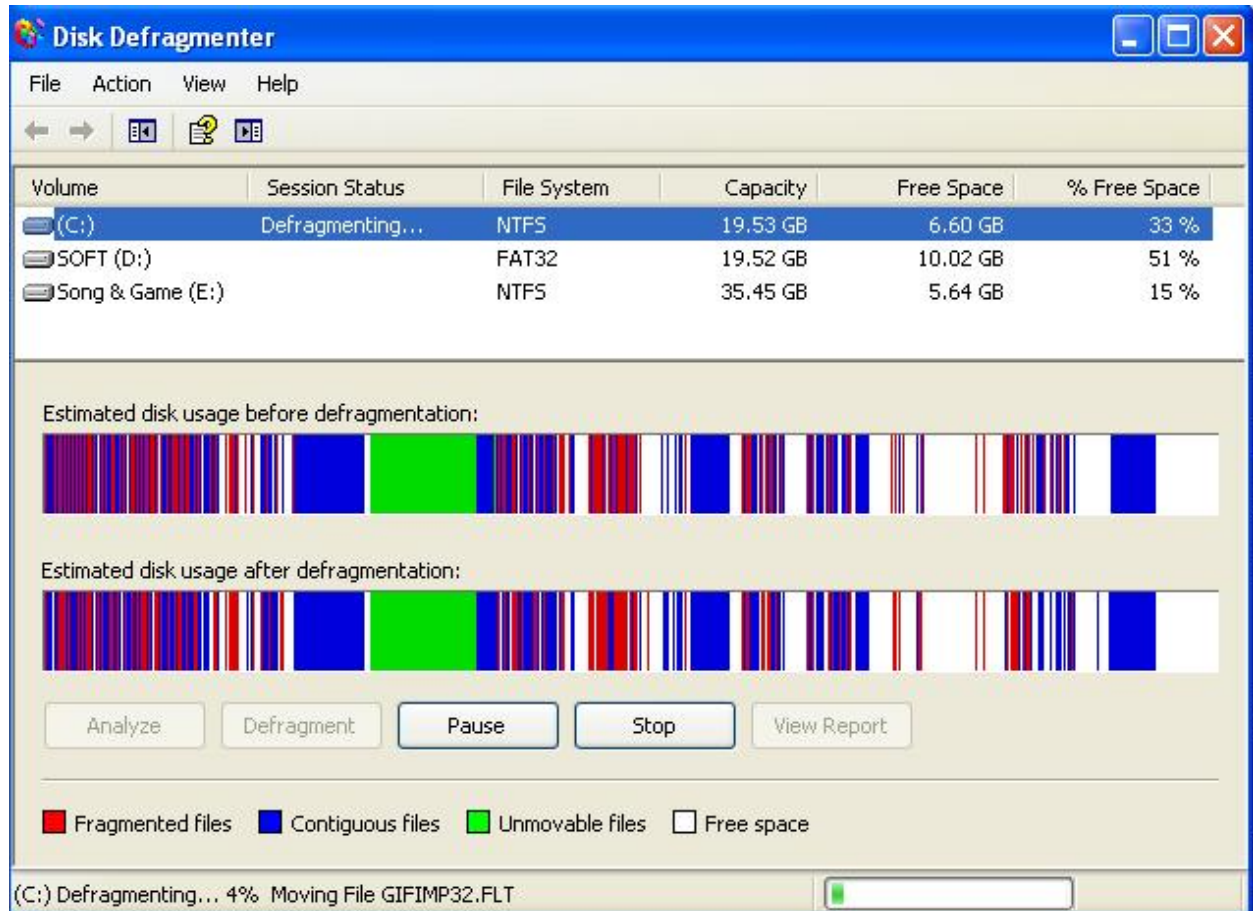 Disk Defragmenter
File Action View Help
Volume Session Status File System Capacity Free Space % Free Space
(C:) Defragmenting... NTFS 19.53 GB 6.60 GB 33 %
SOFT (D:) FAT32 19.52 GB 10.02 GB 51 %
Song & Game (E:) NTFS 35.45 GB 5.64 GB 15 %
Estimated disk usage before defragmentation:
Estimated disk usage after defragmentation:
Analyze Defragment Pause Stop View Report
Fragmented files Contiguous files Unmovable files Free space
(C:) Defragmenting... 4% Moving File GIFIMP32.FLT